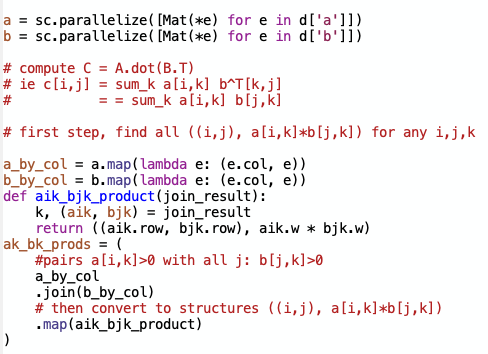 a = sc.parallelize([Mat(*e) for e in d['a']])
b = sc.parallelize([Mat(*e) for e in d['b']])
# compute C = A.dot(B.T)
# ie c[i,j] = sum_k a[i,k] b^T[k,j]
#           = = sum_k a[i,k] b[j,k]
# first step, find all ((i,j), a[i,k]*b[j,k]) for any i,j,k
a_by_col = a.map(lambda e: (e.col, e))
b_by_col = b.map(lambda e: (e.col, e))
def aik_bjk_product(join_result):
    k, (aik, bjk) = join_result
    return ((aik.row, bjk.row), aik.w * bjk.w)
ak_bk_prods = (
    #pairs a[i,k]>0 with all j: b[j,k]>0
    a_by_col
    .join(b_by_col)
    # then convert to structures ((i,j), a[i,k]*b[j,k])
    .map(aik_bjk_product)
)